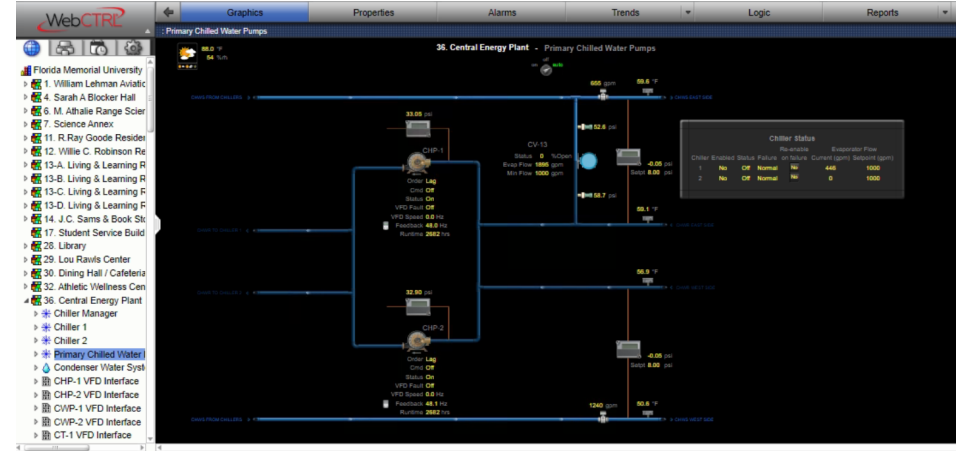 WebCTRL
Graphics Properties Alarms Trends Logic Reports
: Primary Chilled Water Pumps
Florida Memorial University
1. William Lehman Aviatic
4. Sarah A Blocker Hall
6. M. Athalie Range Scier
7. Science Annex
11. R.Ray Goode Resider
12. Willie C. Robinson Re
13-A. Living & Learning R
13-B. Living & Learning R
13-C. Living & Learning R
13-D. Living & Learning R
14. J.C. Sams & Book Sto
17. Student Service Build
28. Library
29. Lou Rawls Center
30. Dining Hall / Cafeteria
32. Athletic Wellness Cen
36. Central Energy Plant
Chiller Manager
Chiller 1
Chiller 2
Primary Chilled Water
Condenser Water Syst
CHP-1 VFD Interface
CHP-2 VFD Interface
CWP-1 VFD Interface
CWP-2 VFD Interface
CT-1 VFD Interface
88.0 °F
54 %rh
36. Central Energy Plant - Primary Chilled Water Pumps
655 gpm 59.6 °F
33.05 psi
52.8 psi
CHP-1
Order Lag
Cmd Off
Status On
VFD Fault Off
VFD Speed 0.0 Hz
Feedback 48.0 Hz
Runtime 2682 hrs
CV-13
Status 0 %Open
Evap Flow 1895 gpm
Min Flow 1000 gpm
-0.05 psi
Setpt 8.00 psi
58.7 psi
59.1 °F
Chiller Status
Re-enable Evaporator Flow
Chiller Enabled Status Failure on failure Current (gpm) Setpoint (gpm)
1 No Off Normal No 446 1000
2 No Off Normal No 0 1000
56.9 °F
32.90 psi
CHP-2
Order Lag
Cmd Off
Status On
VFD Fault Off
VFD Speed 0.0 Hz
Feedback 48.1 Hz
Runtime 2682 hrs
-0.05 psi
Setpt 8.00 psi
1240 gpm 50.6 °F